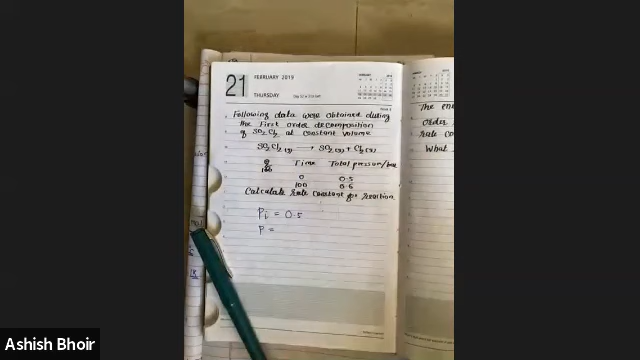 21
FEBRUARY 2019
THURSDAY
Following data were obtained during
the First order decomposition
of SO2Cl2 at constant volume
SO2Cl2 (g) → SO2 (g) + Cl2 (g)
Time Total pressure/bar
0 0.5
100 0.6
Calculate rate constant for reaction
Pi = 0.5
P =
The
order
rate co
What
Ashish Bhoir